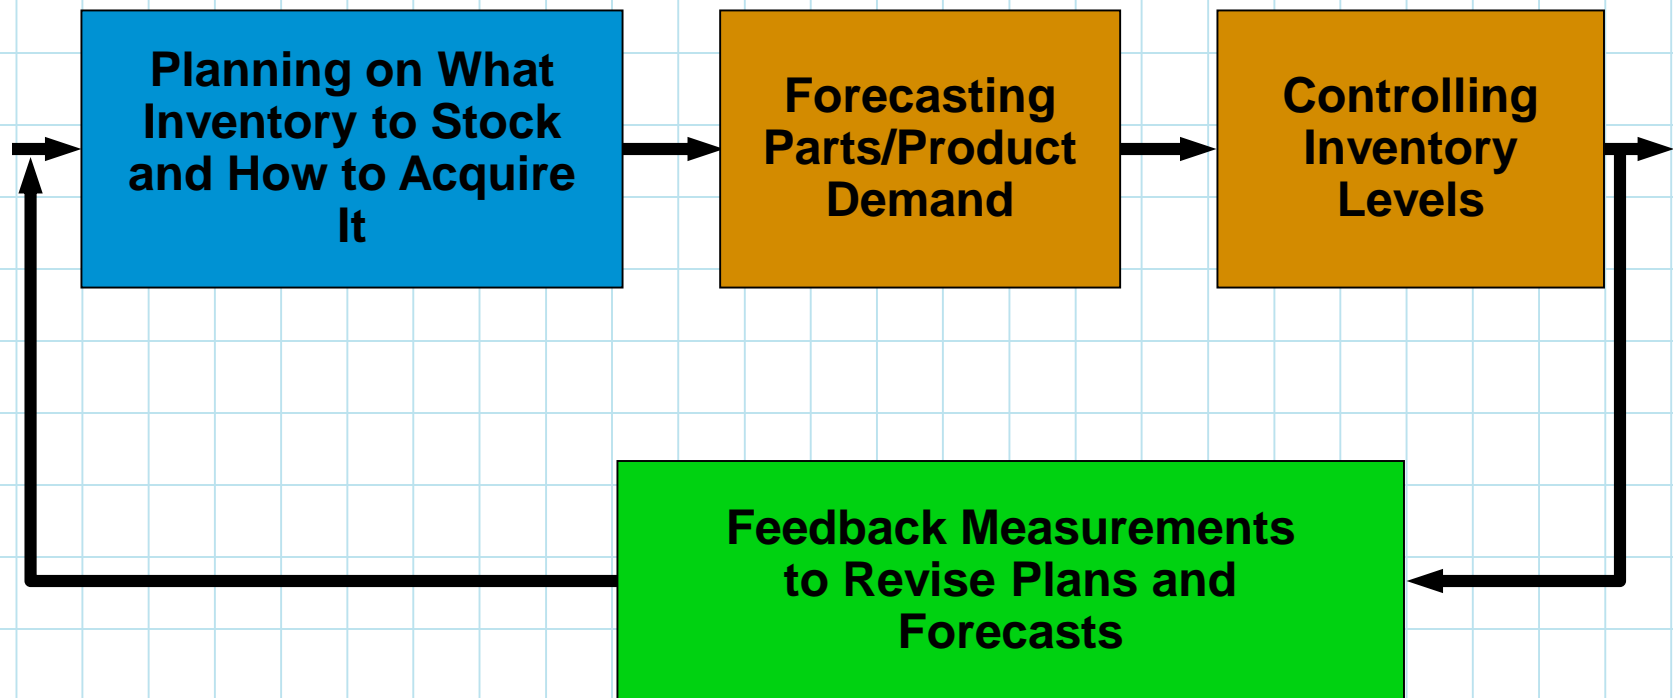 Planning on What
Inventory to Stock
and How to Acquire
It
Forecasting
Parts/Product
Demand
Controlling
Inventory
Levels
Feedback Measurements
to Revise Plans and
Forecasts